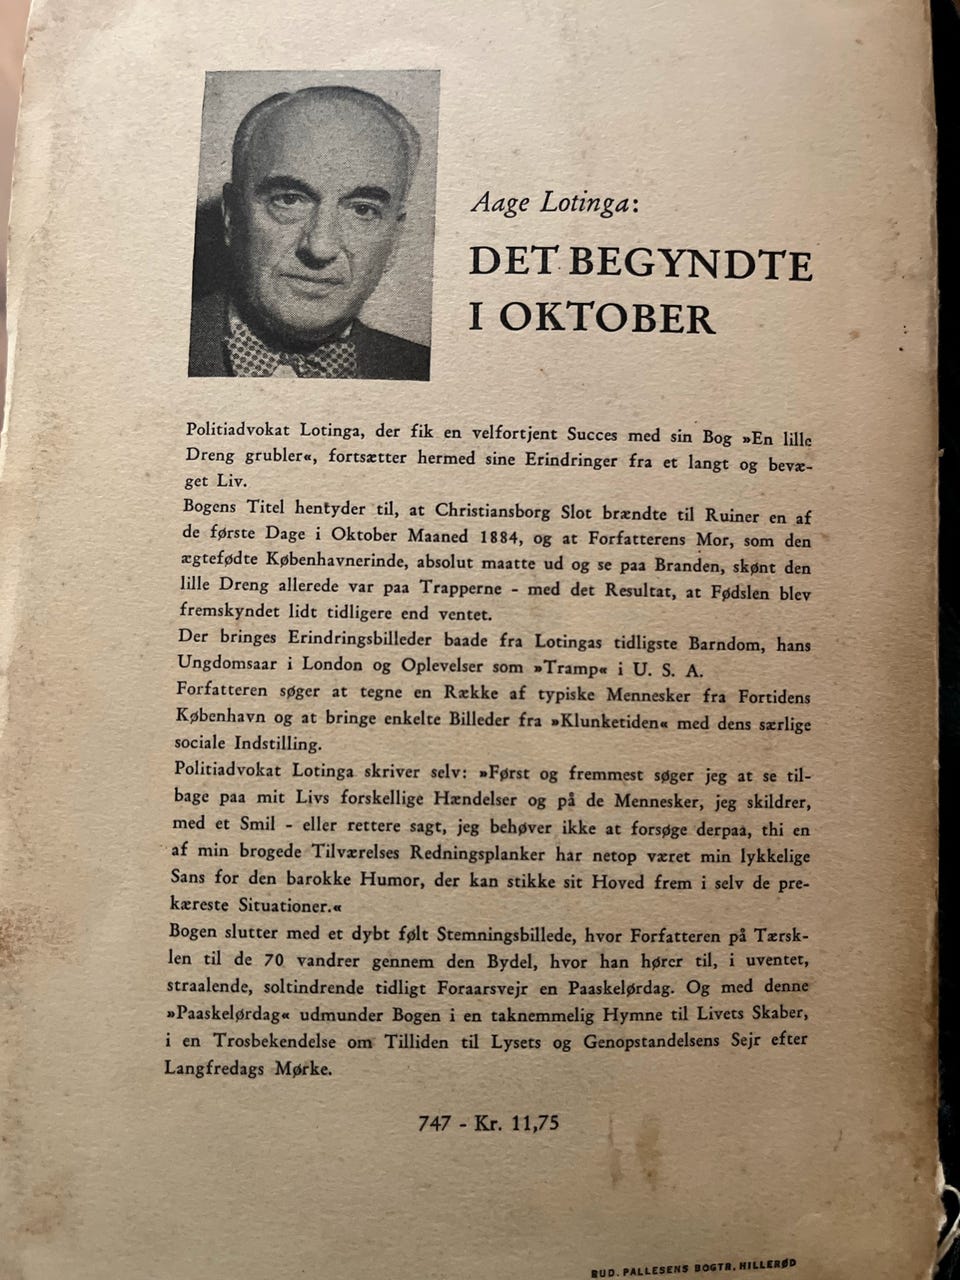 Aage Lotinga:
DET BEGYNDTE
I OKTOBER
Politiadvokat Lotinga, der fik en velfortjent Succes med sin Bog »En lille
Dreng grubler«, fortsætter hermed sine Erindringer fra et langt og bevæ-
get Liv.
Bogens Titel hentyder til, at Christiansborg Slot brændte til Ruiner en af
de første Dage i Oktober Maaned 1884, og at Forfatterens Mor, som den
ægtefødte Københavnerinde, absolut maatte ud og se paa Branden, skønt den
lille Dreng allerede var paa Trapperne - med det Resultat, at Fødslen blev
fremskyndet lidt tidligere end ventet.
Der bringes Erindringsbilleder baade fra Lotingas tidligste Barndom, hans
Ungdomsaar i London og Oplevelser som »Tramp« i U. S. A.
Forfatteren søger at tegne en Række af typiske Mennesker fra Fortidens
København og at bringe enkelte Billeder fra »Klunketiden« med dens særlige
sociale Indstilling.
Politiadvokat Lotinga skriver selv: »Først og fremmest søger jeg at se til-
bage paa mit Livs forskellige Hændelser og på de Mennesker, jeg skildrer,
med et Smil - eller rettere sagt, jeg behøver ikke at forsøge derpaa, thi en
af min brogede Tilværelses Redningsplanker har netop været min lykkelige
Sans for den barokke Humor, der kan stikke sit Hoved frem i selv de pre-
kæreste Situationer.«
Bogen slutter med et dybt følt Stemningsbillede, hvor Forfatteren på Tærsk-
len til de 70 vandrer gennem den Bydel, hvor han hører til, i uventet,
straalende, soltindrende tidligt Foraarsvejr en Paaskelørdag. Og med denne
»Paaskelørdag« udmunder Bogen i en taknemmelig Hymne til Livets Skaber,
i en Trosbekendelse om Tilliden til Lysets og Genopstandelsens Sejr efter
Langfredags Mørke.
747 - Kr. 11,75
RUD. PALLESENS BOGTR. HILLERØD